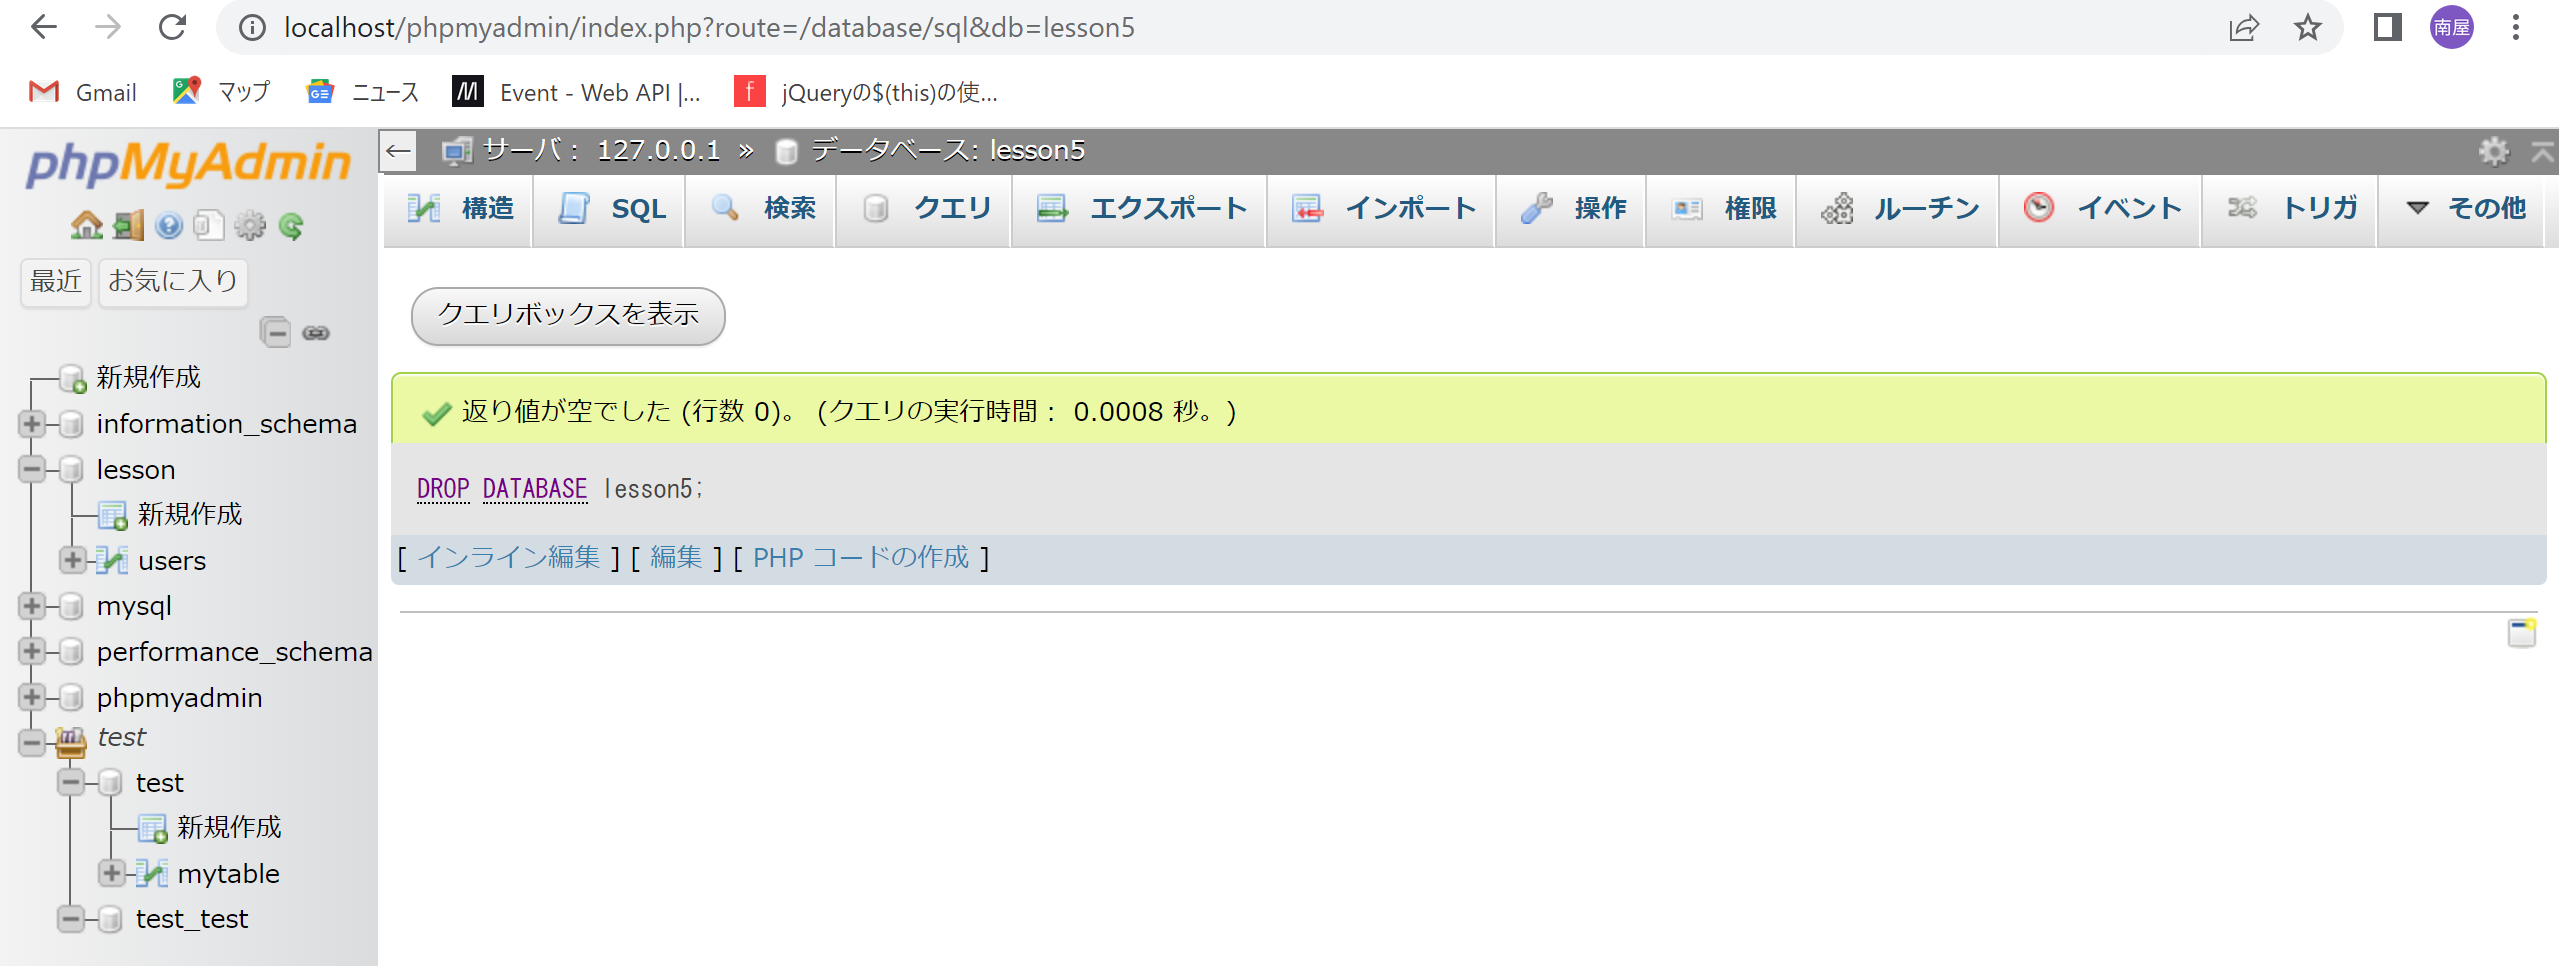 localhost/phpmyadmin/index.php?route=/database/sql&db=lesson5
南屋
Gmail
マップ
ニュース
Event - Web API |...
jQueryの$(this)の使...
phpMyAdmin
最近
お気に入り
新規作成
information_schema
lesson
新規作成
users
mysql
performance_schema
phpmyadmin
test
test
新規作成
mytable
test_test
サーバ: 127.0.0.1 » データベース: lesson5
構造
SQL
検索
クエリ
エクスポート
インポート
操作
権限
ルーチン
イベント
トリガ
その他
クエリボックスを表示
返り値が空でした (行数 0)。 (クエリの実行時間: 0.0008 秒。)
DROP DATABASE lesson5;
[ インライン編集 ] [ 編集 ] [ PHP コードの作成 ]